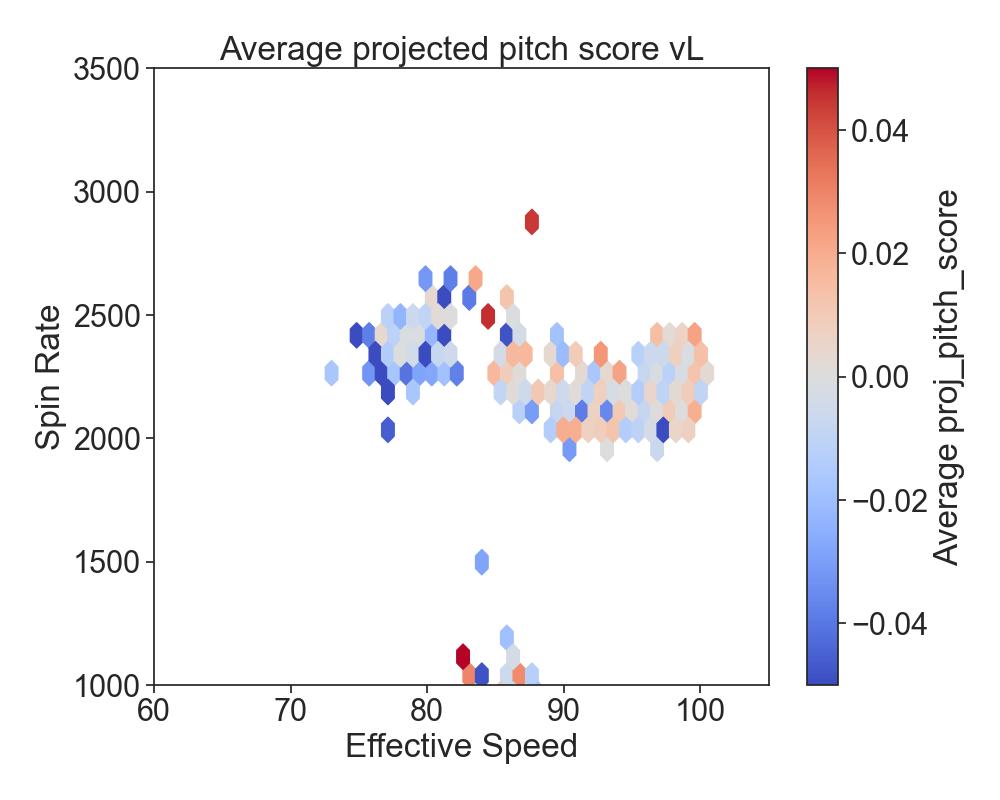 Average projected pitch score vL
3500
3000
2500
2000
1500
1000
Spin Rate
60 70 80 90 100
Effective Speed
0.04
0.02
0.00
−0.02
−0.04
Average proj_pitch_score